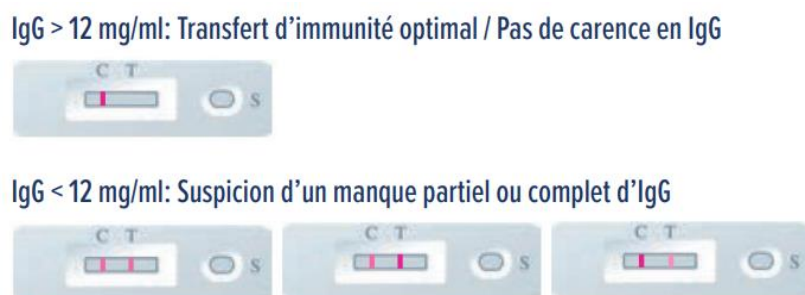 IgG > 12 mg/ml: Transfert d’immunité optimal / Pas de carence en IgG
C T
S
IgG < 12 mg/ml: Suspicion d’un manque partiel ou complet d’IgG
C T C T C T
S S S